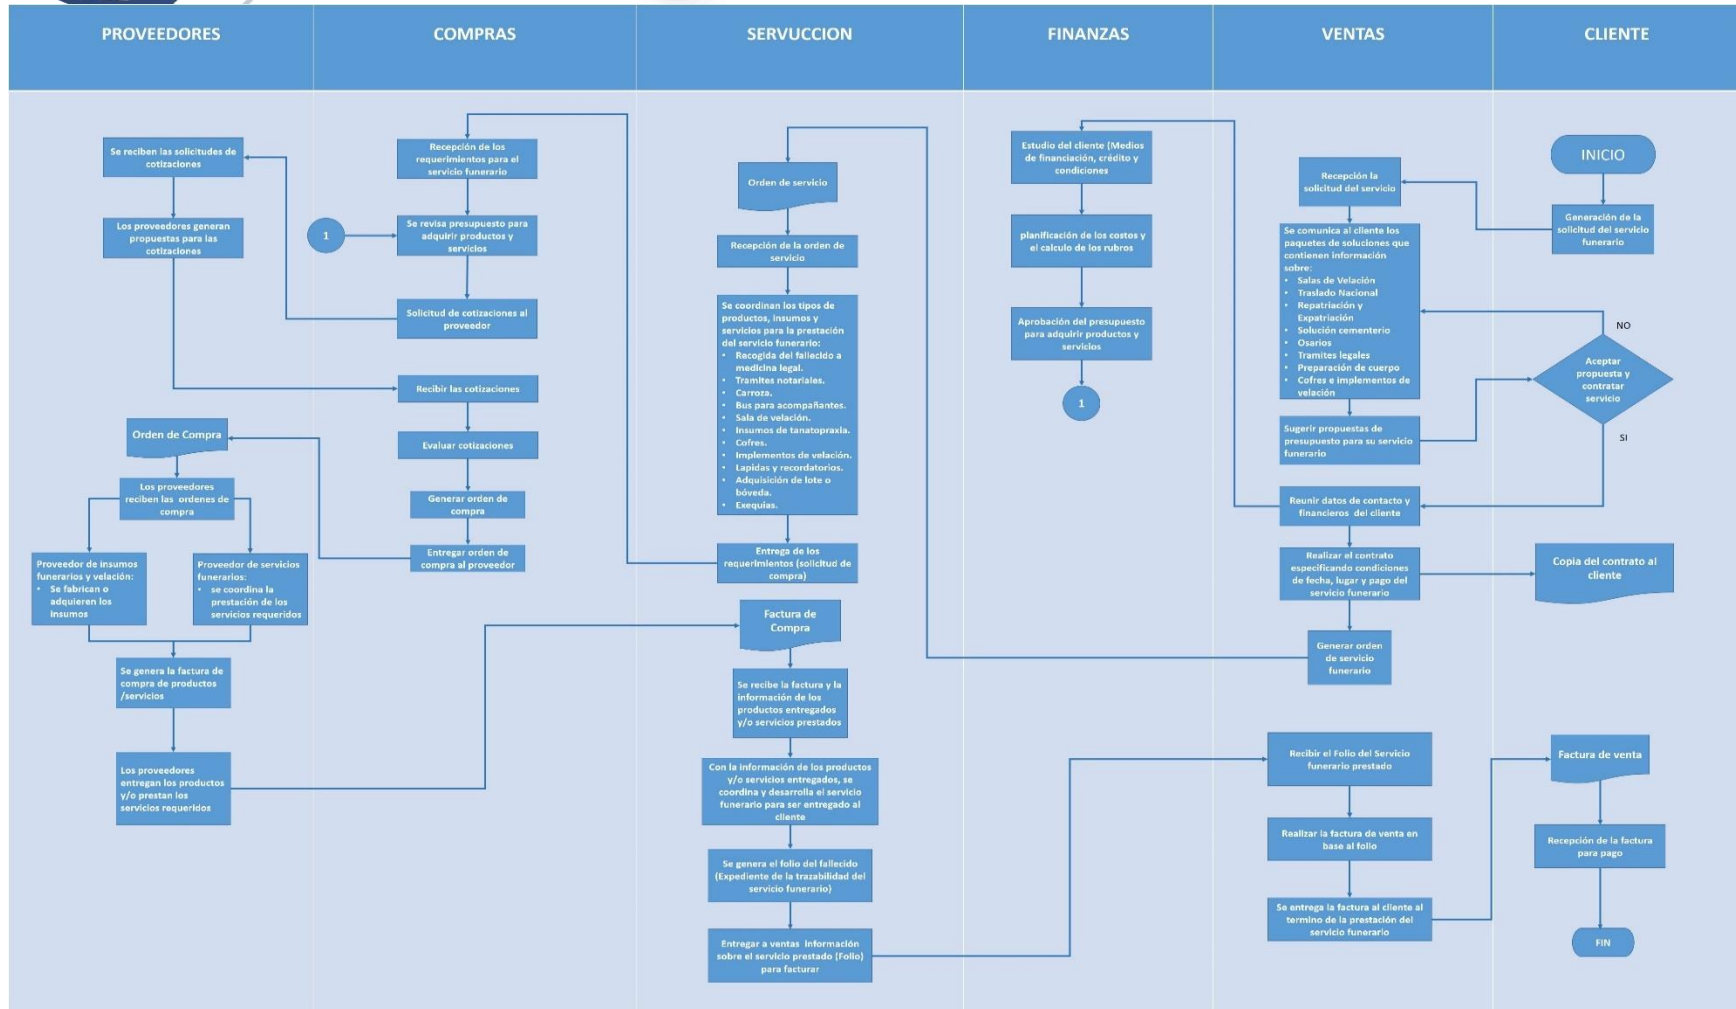 PROVEEDORES
COMPRAS
SERVUCCION
FINANZAS
VENTAS
CLIENTE
Se reciben las solicitudes de
cotizaciones
Los proveedores generan
propuestas para las
cotizaciones
Orden de Compra
Los proveedores
reciben las ordenes de
compra
Proveedor de insumos
funerarios y velación:
• Se fabrican o
adquieren los
insumos
Proveedor de servicios
funerarios:
• se coordina la
prestación de los
servicios requeridos
Se genera la factura de
compra de productos
/servicios
Los proveedores
entregan los productos
y/o prestan los
servicios requeridos
Recepción de los
requerimientos para el
servicio funerario
1
Se revisa presupuesto para
adquirir productos y
servicios
Solicitud de cotizaciones al
proveedor
Recibir las cotizaciones
Evaluar cotizaciones
Generar orden de
compra
Entregar orden de
compra al proveedor
Orden de servicio
Recepción de la orden de
servicio
Se coordinan los tipos de
productos, insumos y
servicios para la prestación
del servicio funerario:
• Recogida del fallecido a
medicina legal.
• Tramites notariales.
• Carroza.
• Bus para acompañantes.
• Sala de velación.
• Insumos de tanatopraxia.
• Cofres.
• Implementos de velación.
• Lapidas y recordatorios.
• Adquisición de lote o
bóveda.
• Exequias.
Entrega de los
requerimientos (solicitud
de compra)
Factura de
Compra
Se recibe la factura y la
información de los
productos entregados
y/o servicios prestados
Con la información de los productos
y/o servicios entregados, se
coordina y desarrolla el servicio
funerario para ser entregado al
cliente
Se genera el folio del fallecido
(Expediente de la trazabilidad del
servicio funerario)
Entregar a ventas información
sobre el servicio prestado (Folio)
para facturar
Estudio del cliente (Medios
de financiación, crédito y
condiciones
planificación de los costos y
el calculo de los rubros
Aprobación del presupuesto
para adquirir productos y
servicios
1
Recepción la
solicitud del servicio
Se comunica al cliente los
paquetes de soluciones que
contienen información
sobre:
• Salas de Velación
• Traslado Nacional
• Repatriación y
Expatriación
• Solución cementerio
• Osarios
• Tramites legales
• Preparación de cuerpo
• Cofres e implementos de
velación
Sugerir propuestas de
presupuesto para su servicio
funerario
Reunir datos de contacto y
financieros del cliente
Realizar el contrato
especificando condiciones
de fecha, lugar y pago del
servicio funerario
Generar orden
de servicio
funerario
Recibir el Folio del Servicio
funerario prestado
Realizar la factura de venta en
base al folio
Se entrega la factura al cliente al
termino de la prestación del
servicio funerario
INICIO
Generación de la
solicitud del servicio
funerario
NO
Aceptar
propuesta y
contratar
servicio
SI
Copia del contrato al
cliente
Factura de venta
Recepción de la factura
para pago
FIN